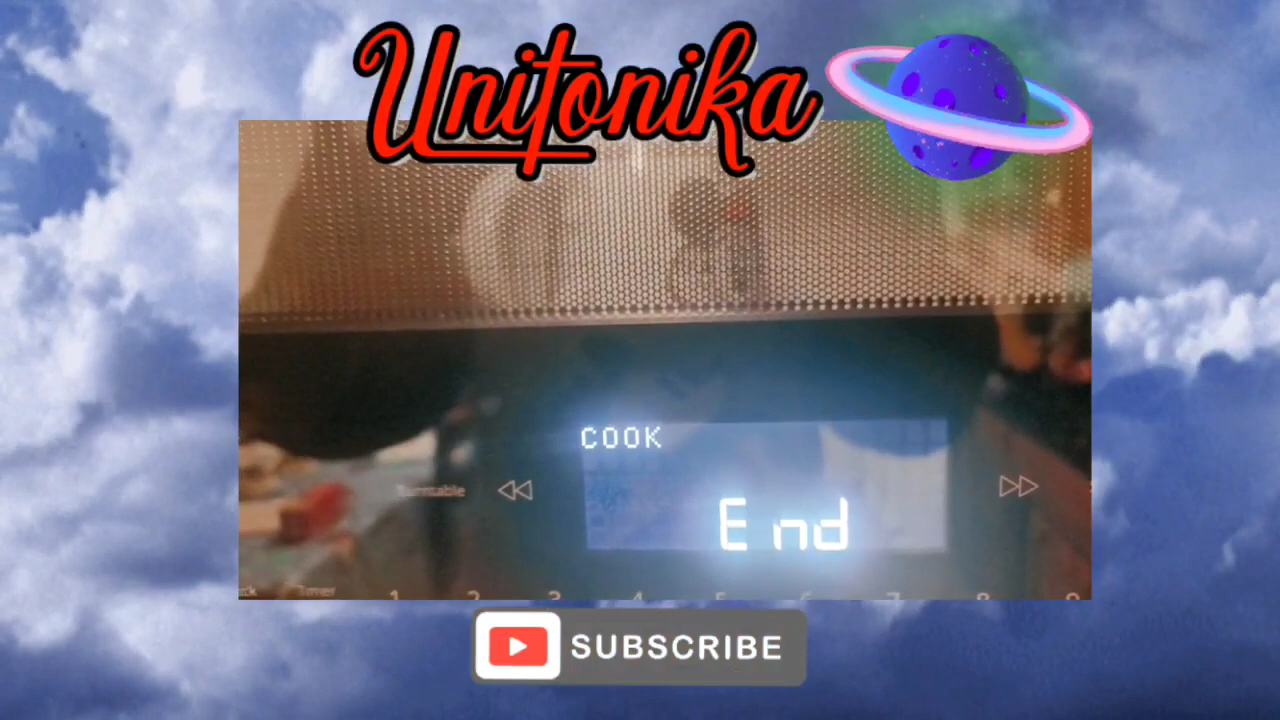 Unitonika
COOK
Turntable
End
Timer
1 2 3 4 5 6 7 8 9
SUBSCRIBE